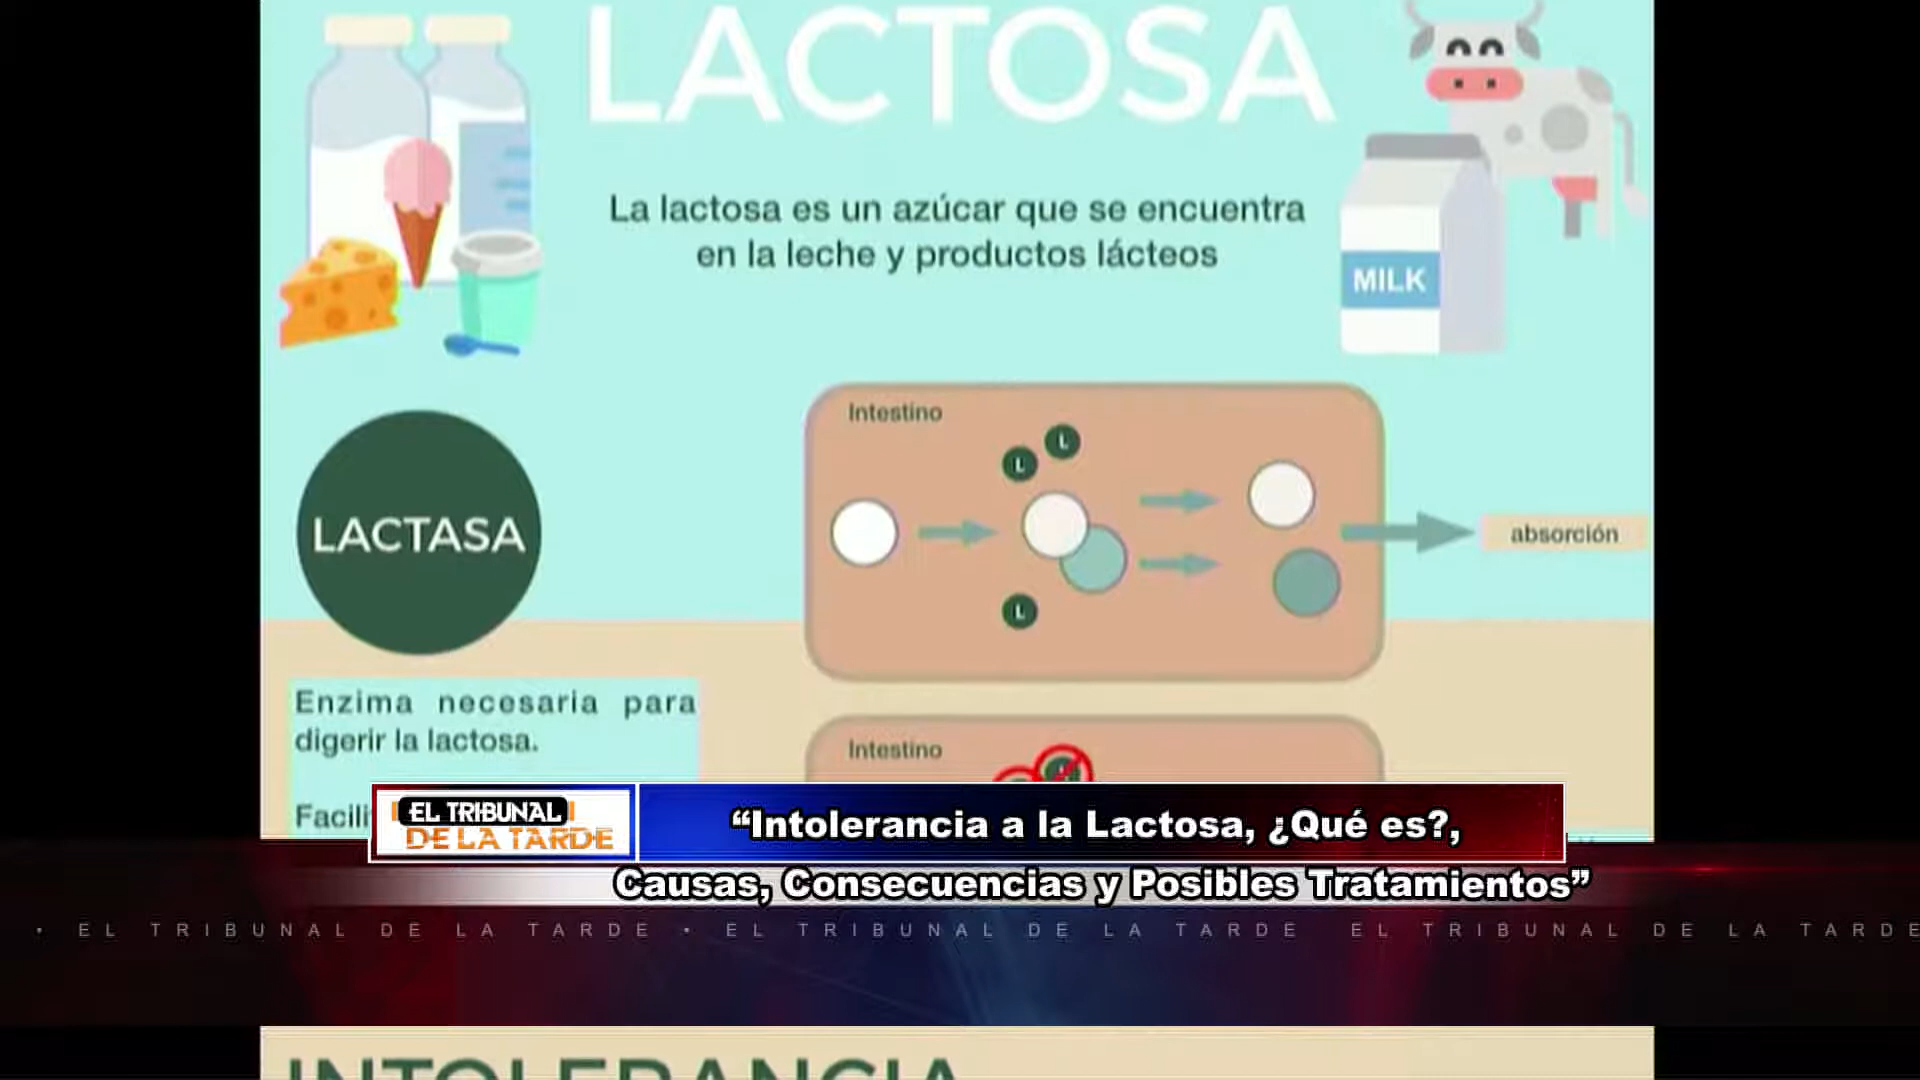 LACTOSA
La lactosa es un azúcar que se encuentra
en la leche y productos lácteos
MILK
Intestino
L
L
L
absorción
LACTASA
Enzima necesaria para
digerir la lactosa.
Intestino
EL TRIBUNAL
DE LA TARDE
“Intolerancia a la Lactosa, ¿Qué es?,
Causas, Consecuencias y Posibles Tratamientos”
• EL TRIBUNAL DE LA TARDE • EL TRIBUNAL DE LA TARDE EL TRIBUNAL DE LA TARDE
INTOLERANCIA